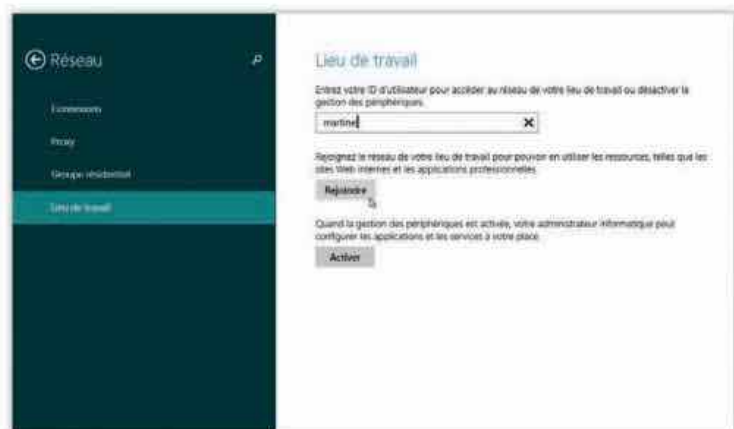 Réseau
Connexions
Proxy
Groupe résidentiel
Lieu de travail
Lieu de travail
Entrez votre ID d'utilisateur pour accéder au réseau de votre lieu de travail ou désactiver la
gestion des périphériques.
martine
Rejoignez le réseau de votre lieu de travail pour pouvoir en utiliser les ressources, telles que les
sites Web internes et les applications professionnelles.
Rejoindre
Quand la gestion des périphériques est activée, votre administrateur informatique peut
configurer les applications et les services à votre place.
Activer